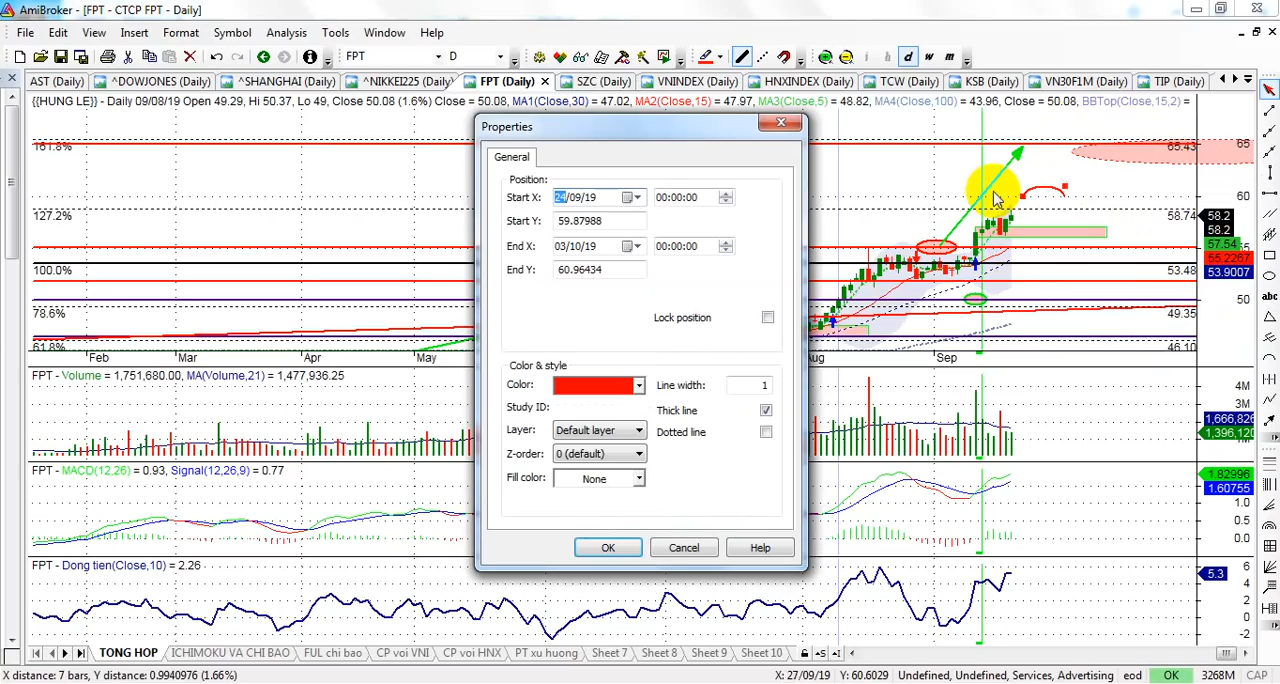 AmiBroker - [FPT - CTCP FPT - Daily]
File Edit View Insert Format Symbol Analysis Tools Window Help
FPT D i h d w m
AST (Daily) ^DOWJONES (Daily) ^SHANGHAI (Daily) ^NIKKEI225 (Daily) FPT (Daily) SZC (Daily) VNINDEX (Daily) HNXINDEX (Daily) TCW (Daily) KSB (Daily) VN30F1M (Daily) TIP (Daily)
{{HUNG LE}} - Daily 09/08/19 Open 49.29, Hi 50.37, Lo 49, Close 50.08 (1.6%) Close = 50.08, MA1(Close,30) = 47.02, MA2(Close,15) = 47.97, MA3(Close,5) = 48.82, MA4(Close,100) = 43.96, Close = 50.08, BBTop(Close,15,2) =
161.8% 65.43 65
127.2% 60 58.74 58.2
58.2
57.54
55
55.2267
100.0% 53.48 53.9007
78.6% 50 49.35
61.8% 46.10
Feb Mar Apr May Aug Sep
Properties
General
Position:
Start X: 24/09/19 00:00:00
Start Y: 59.87988
End X: 03/10/19 00:00:00
End Y: 60.96434
Lock position
Color & style
Color: Line width: 1
Study ID: Thick line
Layer: Default layer Dotted line
Z-order: 0 (default)
Fill color: None
OK Cancel Help
abc
FPT - Volume = 1,751,680.00, MA(Volume,21) = 1,477,936.25
4M
3M
1,666,826
1,396,120
FPT - MACD(12,26) = 0.93, Signal(12,26,9) = 0.77
1.82996
1.60755
1.0
0.5
0.0
FPT - Dong tien(Close,10) = 2.26
6
5.3
4
2
0
-2
TONG HOP ICHIMOKU VA CHI BAO FUL chi bao CP voi VNI CP voi HNX PT xu huong Sheet 7 Sheet 8 Sheet 9 Sheet 10
X distance: 7 bars, Y distance: 0.9940976 (1.66%) X: 27/09/19 Y: 60.6029 Undefined, Undefined, Services, Advertising eod OK 3268M CAP